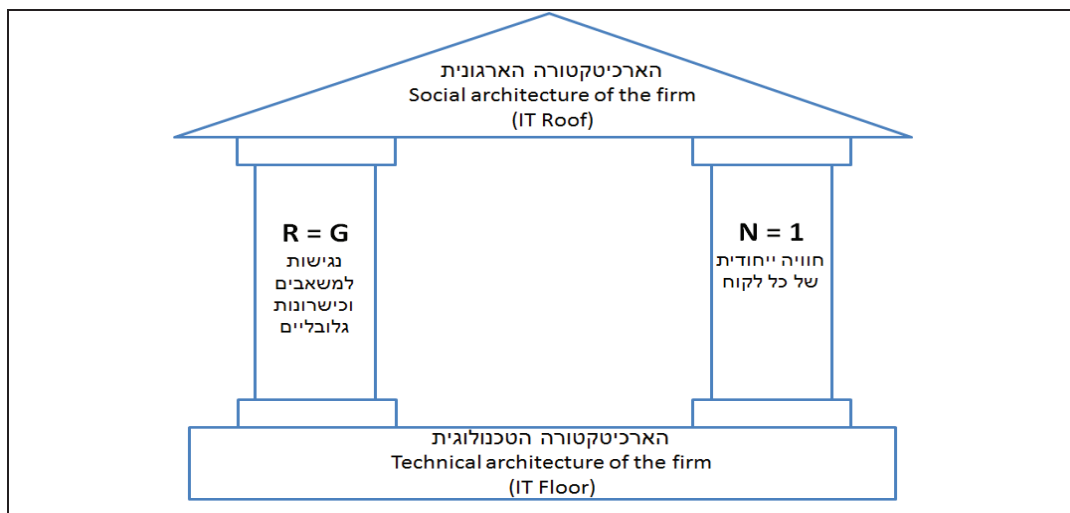 הארכיטקטורה הארגונית
Social architecture of the firm
(IT Roof)
N = 1
חוויה ייחודית
של כל לקוח
R = G
נגישות
למשאבים
וכישרונות
גלובליים
הארכיטקטורה הטכנולוגית
Technical architecture of the firm
(IT Floor)